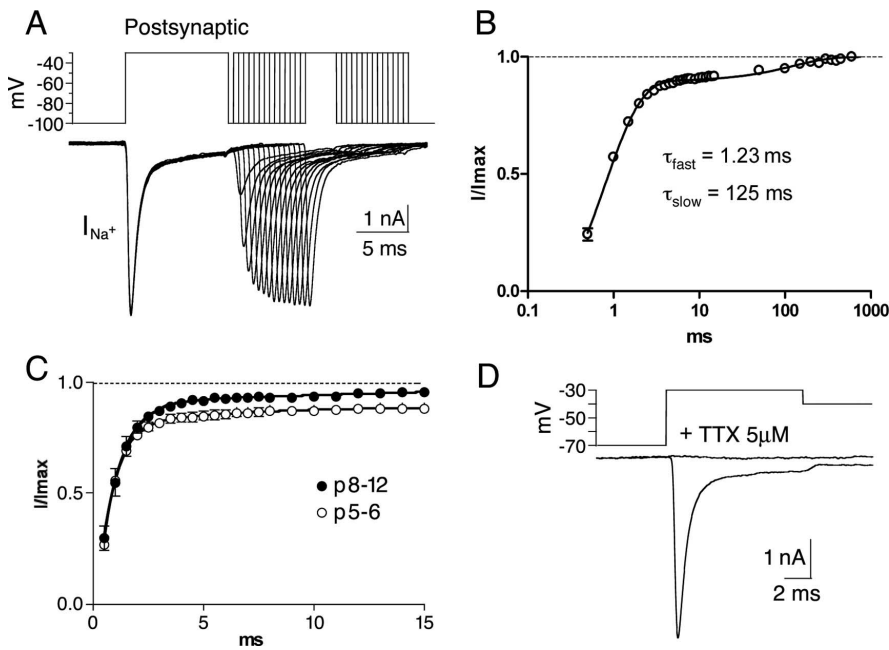 A
Postsynaptic
-40
-60
-80
-100
mV
I Na+
1 nA
5 ms
B
1.0
0.5
0.0
I/Imax
τfast = 1.23 ms
τslow = 125 ms
0.1
1
10
100
1000
ms
C
1.0
0.5
0.0
I/Imax
p8-12
p5-6
0
5
10
15
ms
D
-30
-50
-70
mV
+ TTX 5μM
1 nA
2 ms